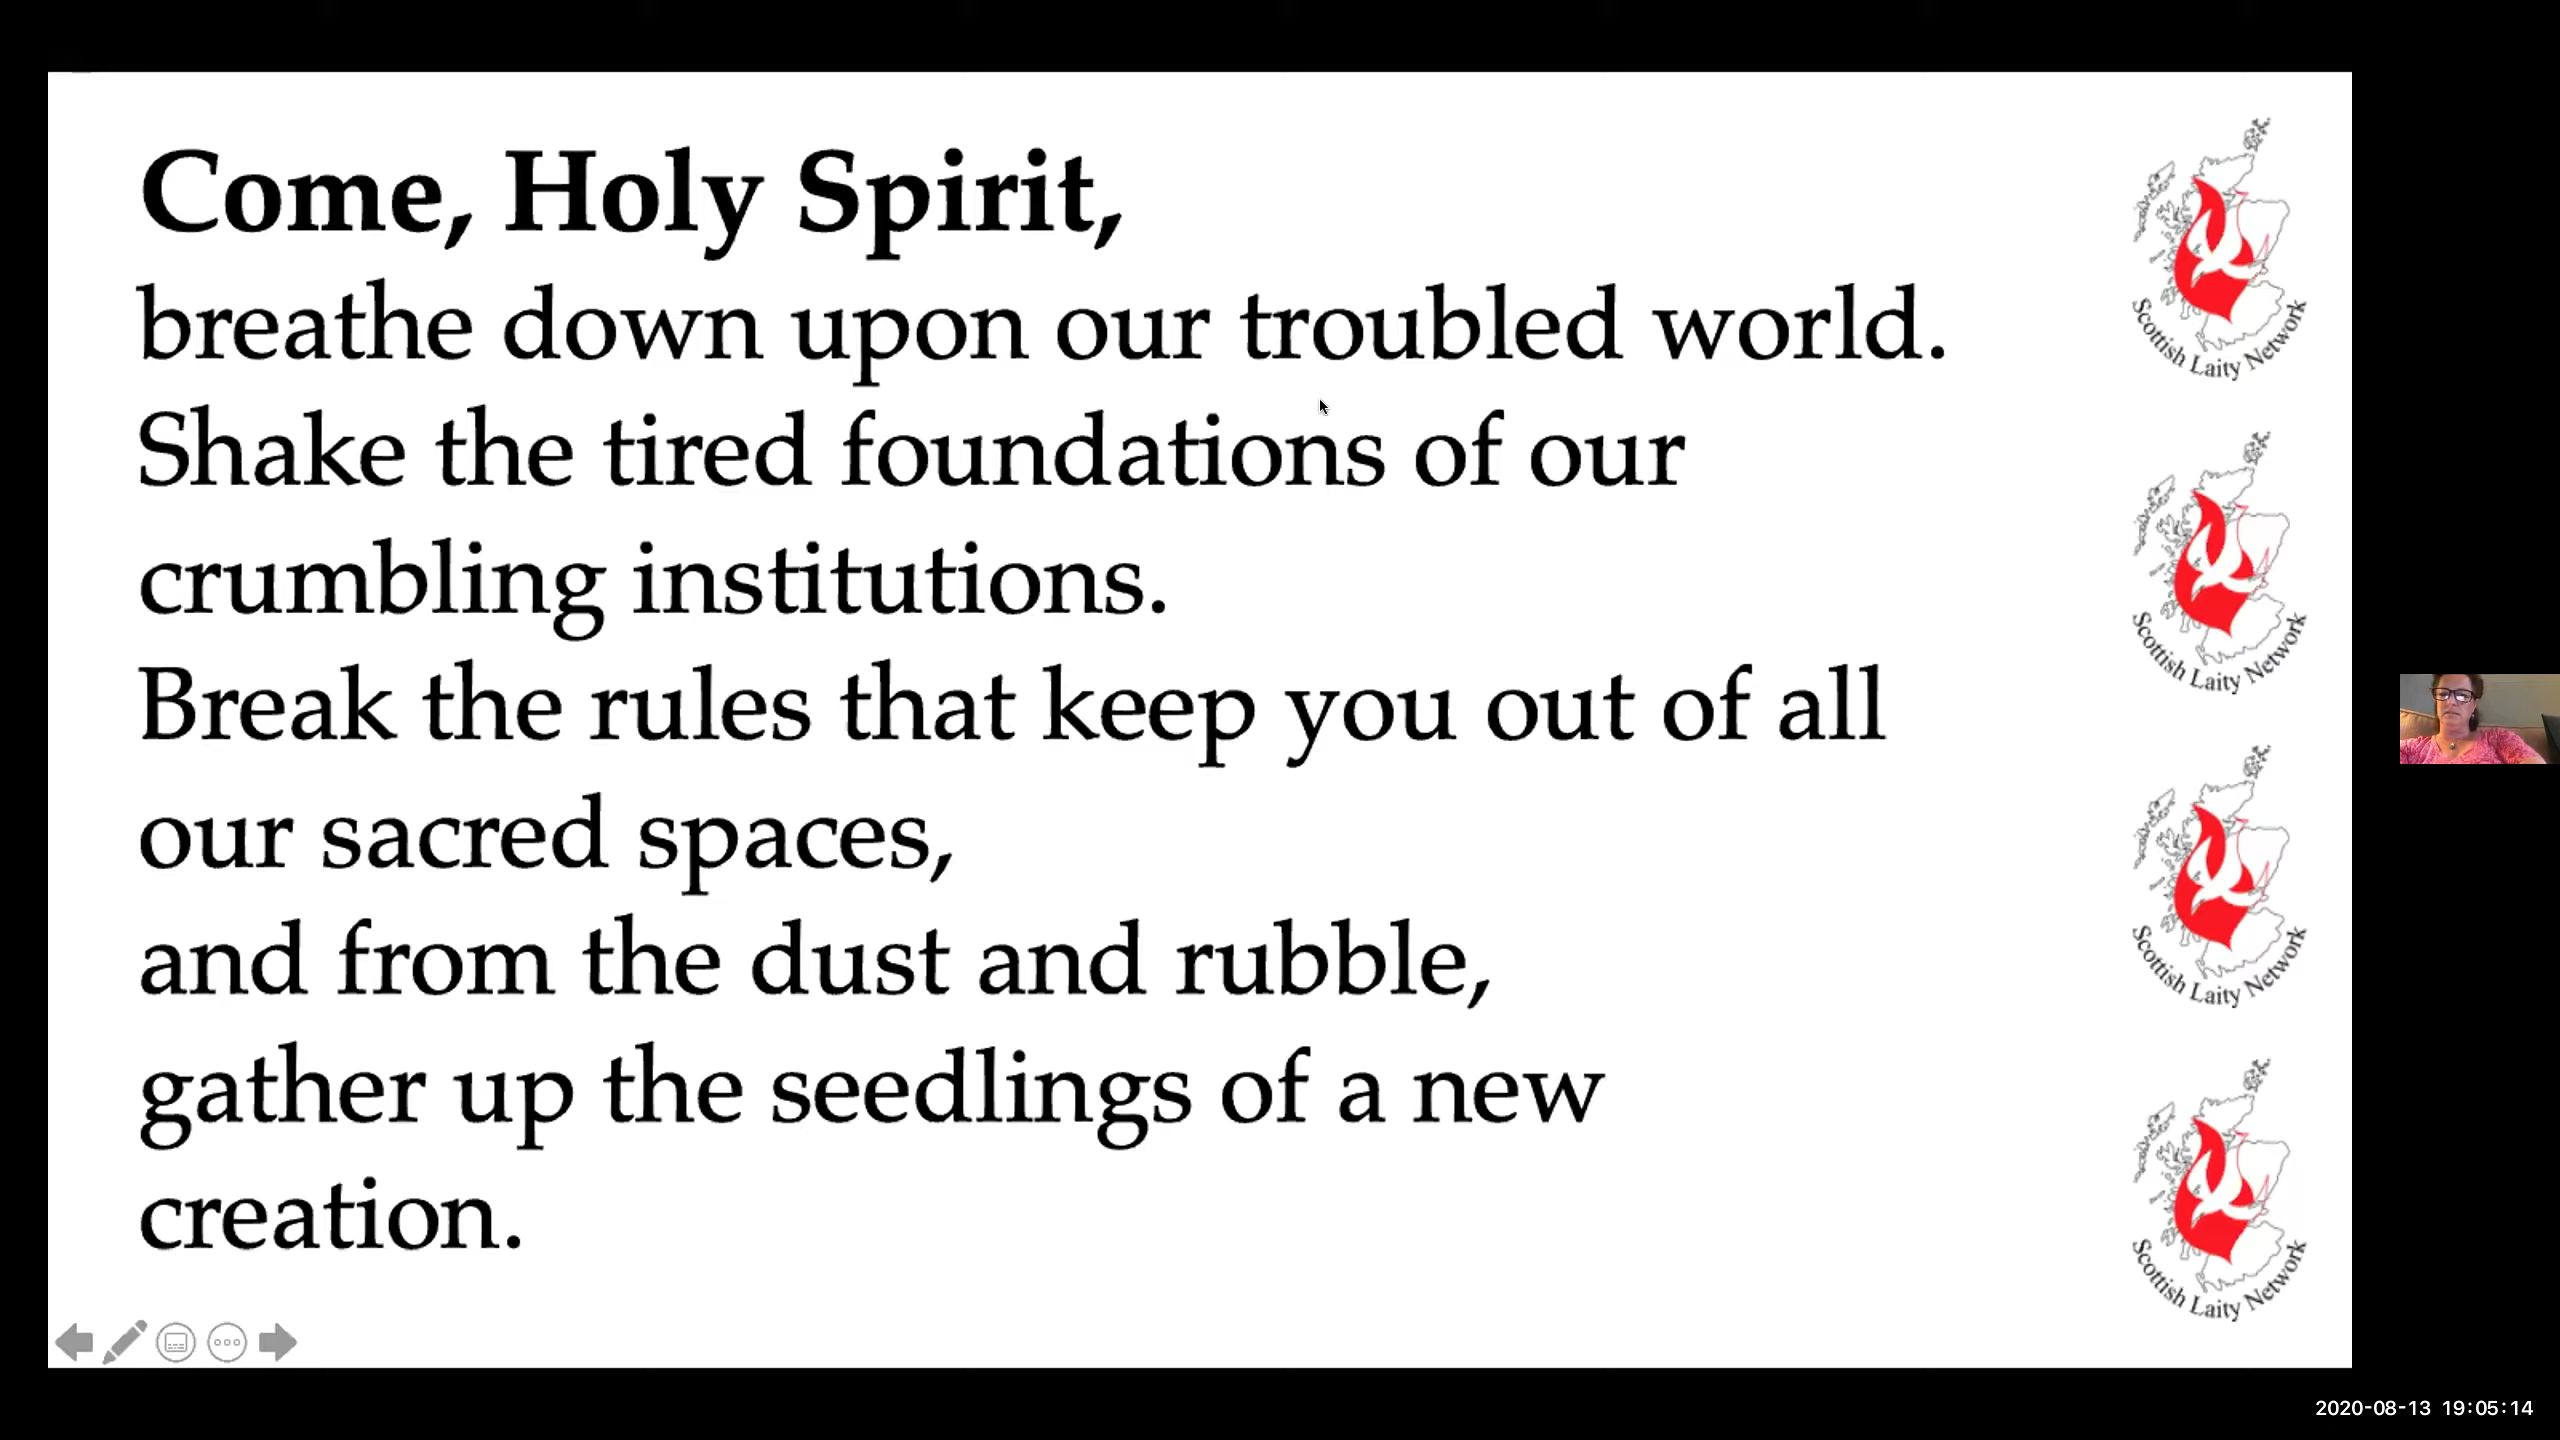 Come, Holy Spirit,
breathe down upon our troubled world.
Shake the tired foundations of our
crumbling institutions.
Break the rules that keep you out of all
our sacred spaces,
and from the dust and rubble,
gather up the seedlings of a new
creation.
Scottish Laity Network
Scottish Laity Network
Scottish Laity Network
Scottish Laity Network
2020-08-13 19:05:14